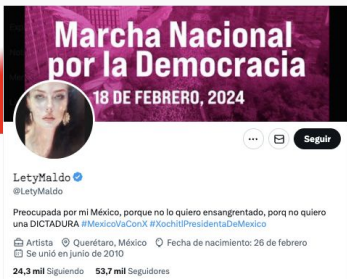 Marcha Nacional
por la Democracia
18 DE FEBRERO, 2024
Seguir
LetyMaldo
@LetyMaldo
Preocupada por mi México, porque no lo quiero ensangrentado, porq no quiero
una DICTADURA #MexicoVaConX #XochitlPresidentaDeMexico
Artista Querétaro, México Fecha de nacimiento: 26 de febrero
Se unió en junio de 2010
24,3 mil Siguiendo 53,7 mil Seguidores